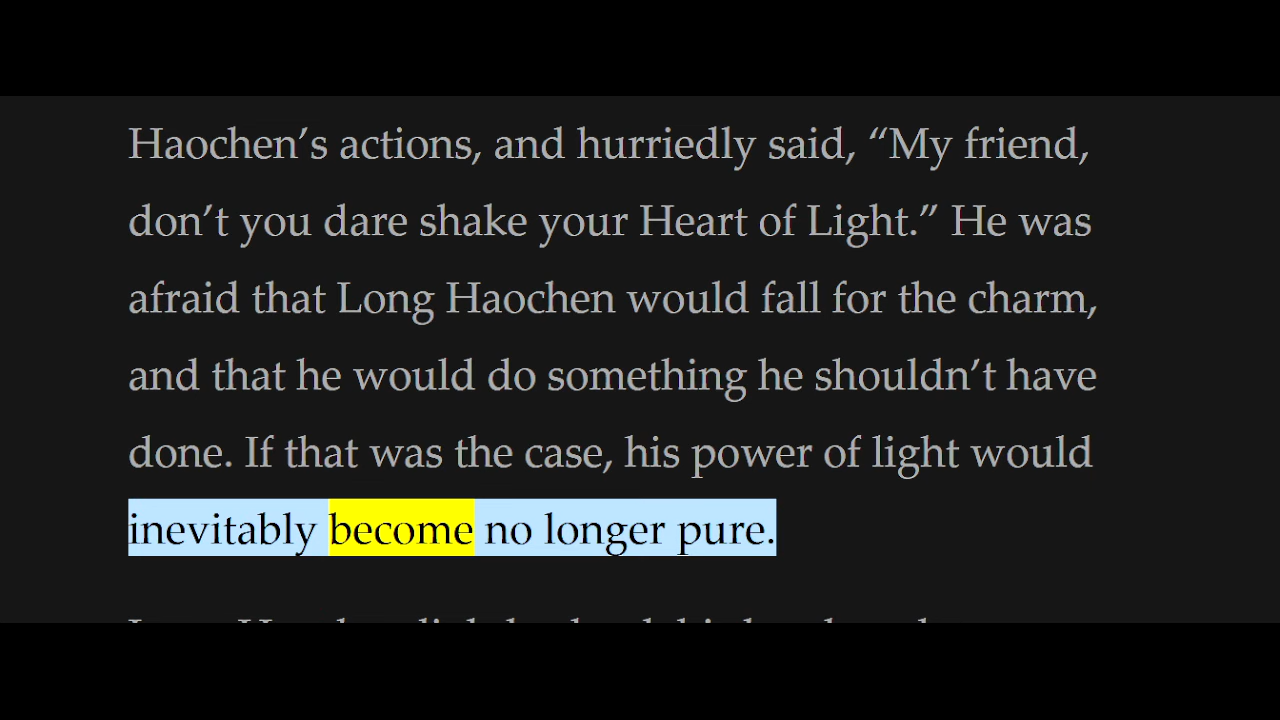 Haochen’s actions, and hurriedly said, “My friend,
don’t you dare shake your Heart of Light.” He was
afraid that Long Haochen would fall for the charm,
and that he would do something he shouldn’t have
done. If that was the case, his power of light would
inevitably become no longer pure.